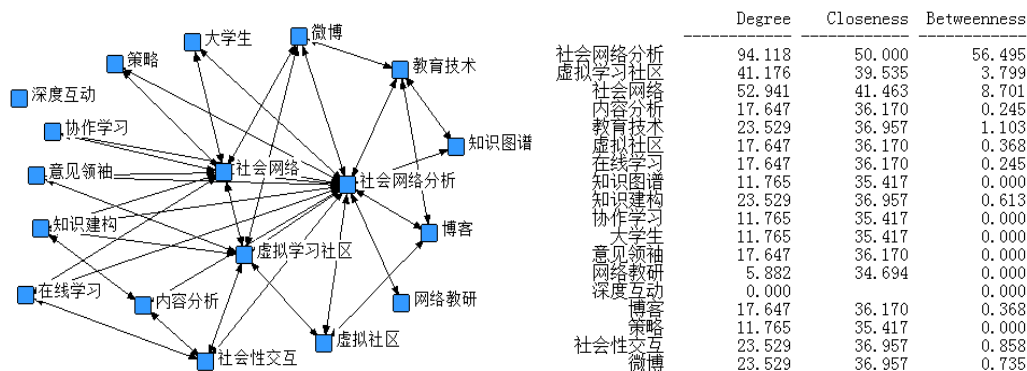 微博
大学生
策略
教育技术
深度互动
协作学习
知识图谱
意见领袖
社会网络
社会网络分析
知识建构
博客
虚拟学习社区
在线学习
内容分析
网络教研
虚拟社区
社会性交互
Degree Closeness Betweenness
------------ ------------ ------------
社会网络分析 94.118 50.000 56.495
虚拟学习社区 41.176 39.535 3.799
社会网络 52.941 41.463 8.701
内容分析 17.647 36.170 0.245
教育技术 23.529 36.957 1.103
虚拟社区 17.647 36.170 0.368
在线学习 17.647 36.170 0.245
知识图谱 11.765 35.417 0.000
知识建构 23.529 36.957 0.613
协作学习 11.765 35.417 0.000
大学生 11.765 35.417 0.000
意见领袖 17.647 36.170 0.000
网络教研 5.882 34.694 0.000
深度互动 0.000 0.000
博客 17.647 36.170 0.368
策略 11.765 35.417 0.000
社会性交互 23.529 36.957 0.858
微博 23.529 36.957 0.735